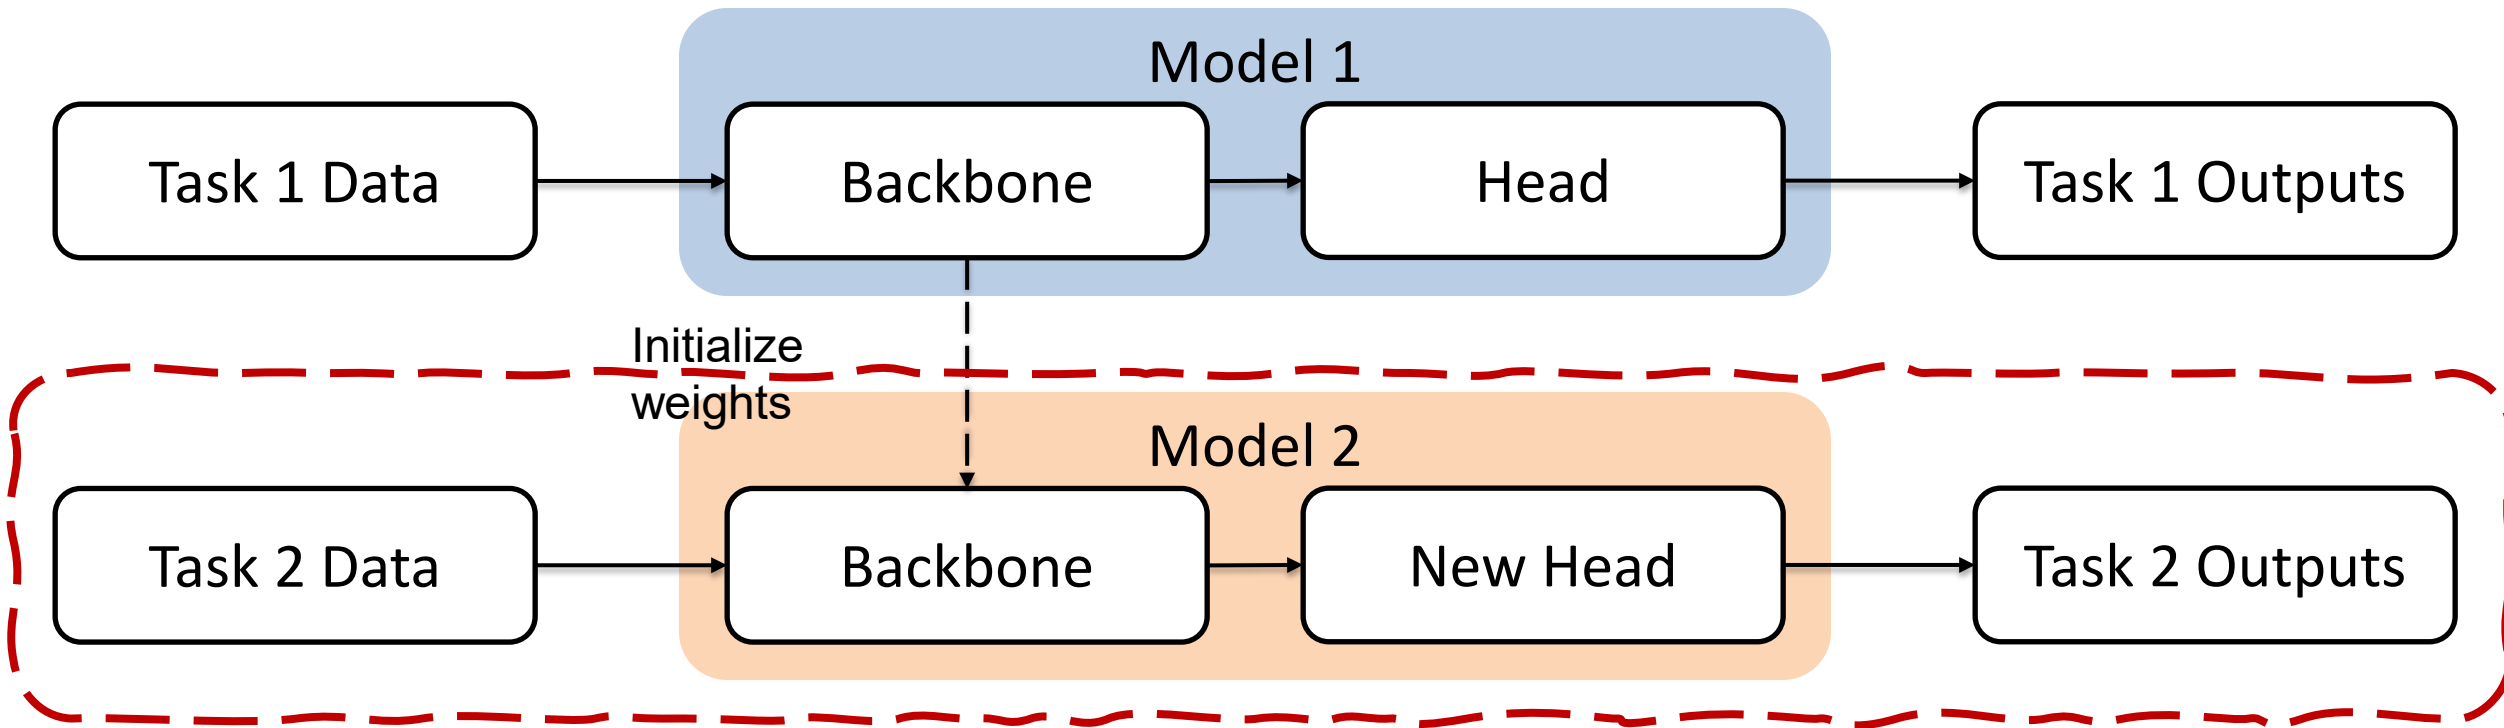 Model 1
Task 1 Data
Backbone
Head
Task 1 Outputs
Initialize
weights
Model 2
Task 2 Data
Backbone
New Head
Task 2 Outputs